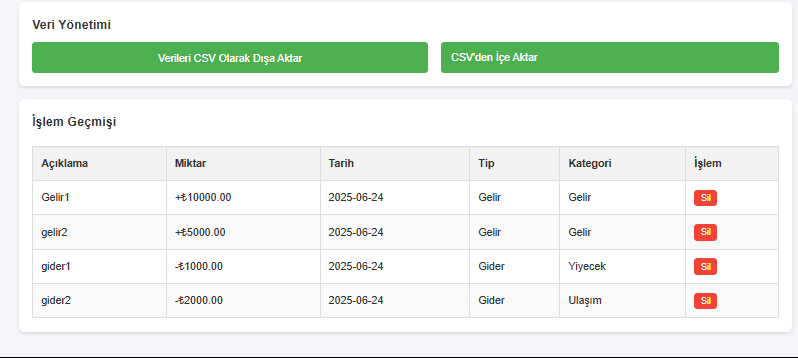 Veri Yönetimi
Verileri CSV Olarak Dışa Aktar CSV'den İçe Aktar
İşlem Geçmişi
Açıklama Miktar Tarih Tip Kategori İşlem
Gelir1 +₺10000.00 2025-06-24 Gelir Gelir Sil
gelir2 +₺5000.00 2025-06-24 Gelir Gelir Sil
gider1 -₺1000.00 2025-06-24 Gider Yiyecek Sil
gider2 -₺2000.00 2025-06-24 Gider Ulaşım Sil